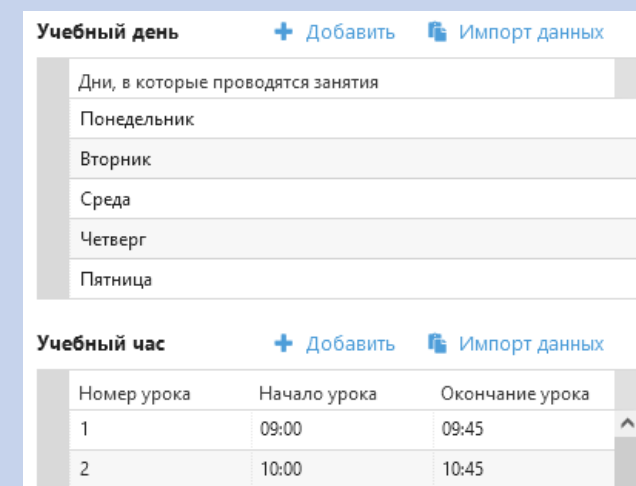 Учебный день Добавить Импорт данных
Дни, в которые проводятся занятия
Понедельник
Вторник
Среда
Четверг
Пятница
Учебный час Добавить Импорт данных
Номер урока Начало урока Окончание урока
1 09:00 09:45
2 10:00 10:45